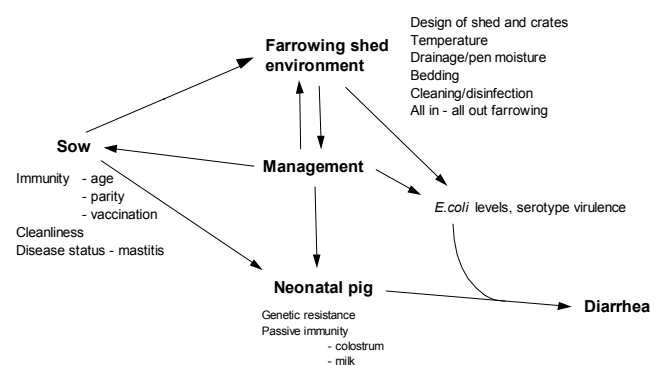 Farrowing shed
environment
Design of shed and crates
Temperature
Drainage/pen moisture
Bedding
Cleaning/disinfection
All in - all out farrowing
Sow
Immunity - age
- parity
- vaccination
Cleanliness
Disease status - mastitis
Management
E.coli levels, serotype virulence
Neonatal pig
Genetic resistance
Passive immunity
- colostrum
- milk
Diarrhea